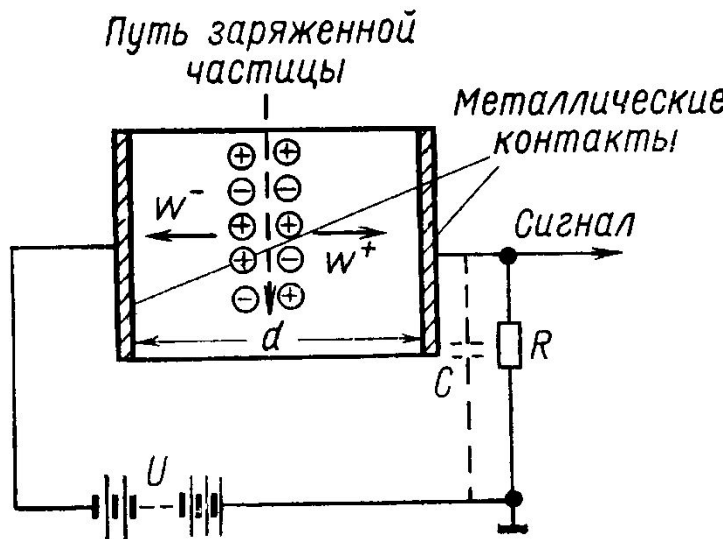 Путь заряженной
частицы
Металлические
контакты
⊕ ⊕
⊖ ⊖
W⁻
⊕ ⊕
W⁺
⊕ ⊖
⊖ ⊕
Сигнал
d
C
R
U